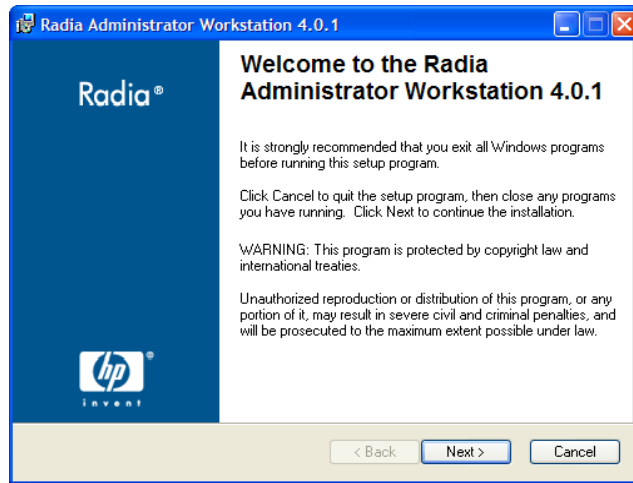 Radia Administrator Workstation 4.0.1
Radia®
Welcome to the Radia
Administrator Workstation 4.0.1
It is strongly recommended that you exit all Windows programs
before running this setup program.
Click Cancel to quit the setup program, then close any programs
you have running. Click Next to continue the installation.
WARNING: This program is protected by copyright law and
international treaties.
Unauthorized reproduction or distribution of this program, or any
portion of it, may result in severe civil and criminal penalties, and
will be prosecuted to the maximum extent possible under law.
hp®
invent
< Back
Next >
Cancel